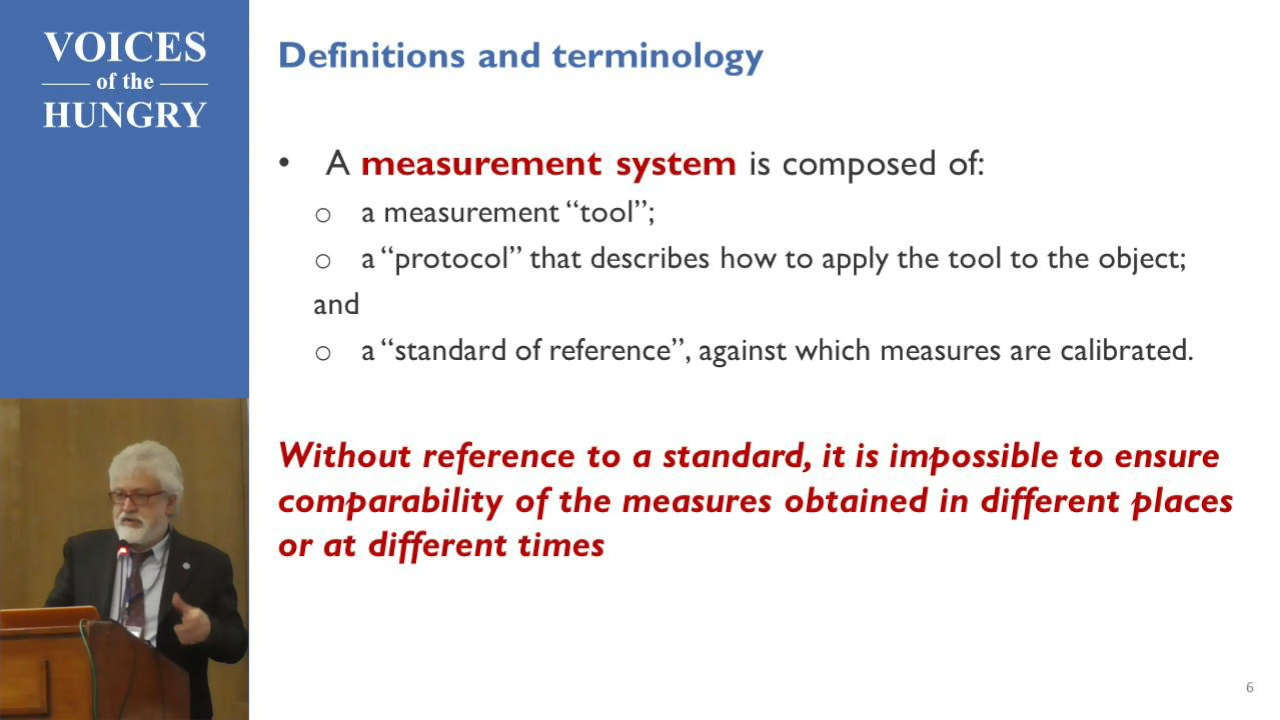 VOICES
of the
HUNGRY
Definitions and terminology
• A measurement system is composed of:
o a measurement “tool”;
o a “protocol” that describes how to apply the tool to the object;
and
o a “standard of reference”, against which measures are calibrated.
Without reference to a standard, it is impossible to ensure
comparability of the measures obtained in different places
or at different times
6